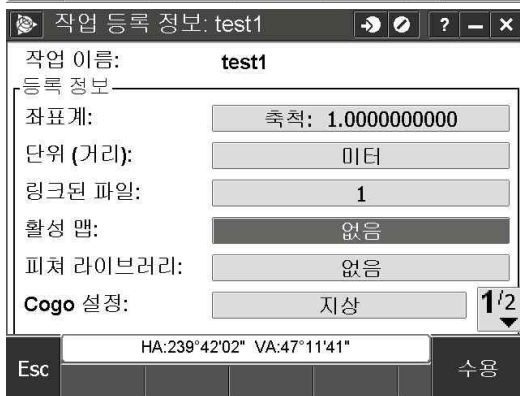 작업 등록 정보: test1 ? – ×
작업 이름: test1
등록 정보
좌표계: 축척: 1.0000000000
단위 (거리): 미터
링크된 파일: 1
활성 맵: 없음
피쳐 라이브러리: 없음
Cogo 설정: 지상 1/2
HA:239°42'02" VA:47°11'41"
Esc 수용